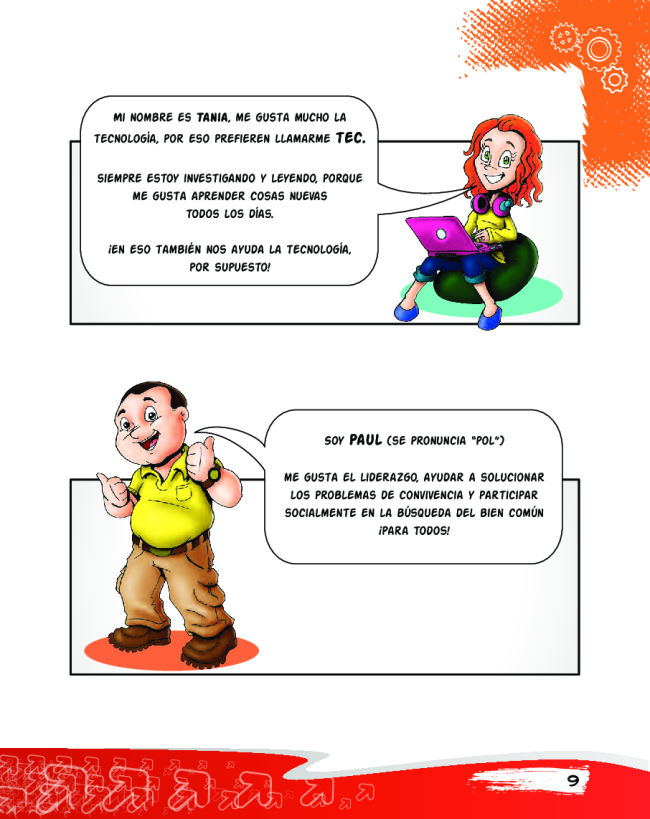 MI NOMBRE ES TANIA, ME GUSTA MUCHO LA
TECNOLOGÍA, POR ESO PREFIEREN LLAMARME TEC.
SIEMPRE ESTOY INVESTIGANDO Y LEYENDO, PORQUE
ME GUSTA APRENDER COSAS NUEVAS
TODOS LOS DÍAS.
¡EN ESO TAMBIÉN NOS AYUDA LA TECNOLOGÍA,
POR SUPUESTO!
SOY PAUL (SE PRONUNCIA "POL")
ME GUSTA EL LIDERAZGO, AYUDAR A SOLUCIONAR
LOS PROBLEMAS DE CONVIVENCIA Y PARTICIPAR
SOCIALMENTE EN LA BÚSQUEDA DEL BIEN COMÚN
¡PARA TODOS!
9